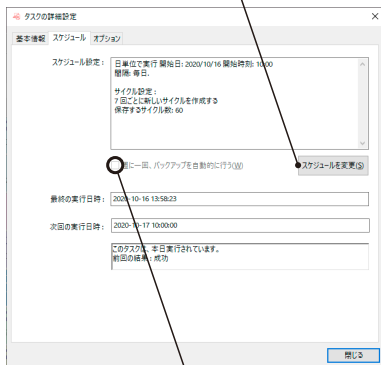 タスクの詳細設定
基本情報 スケジュール オプション
スケジュール設定：
日単位で実行 開始日: 2020/10/16 開始時刻: 10:00
間隔: 毎日.
サイクル設定：
7 回ごとに新しいサイクルを作成する
保存するサイクル数: 60
週に一回、バックアップを自動的に行う(W)
スケジュールを変更(S)
最終の実行日時： 2020-10-16 13:58:23
次回の実行日時： 2020-10-17 10:00:00
このタスクは、本日実行されています。
前回の結果：成功
閉じる